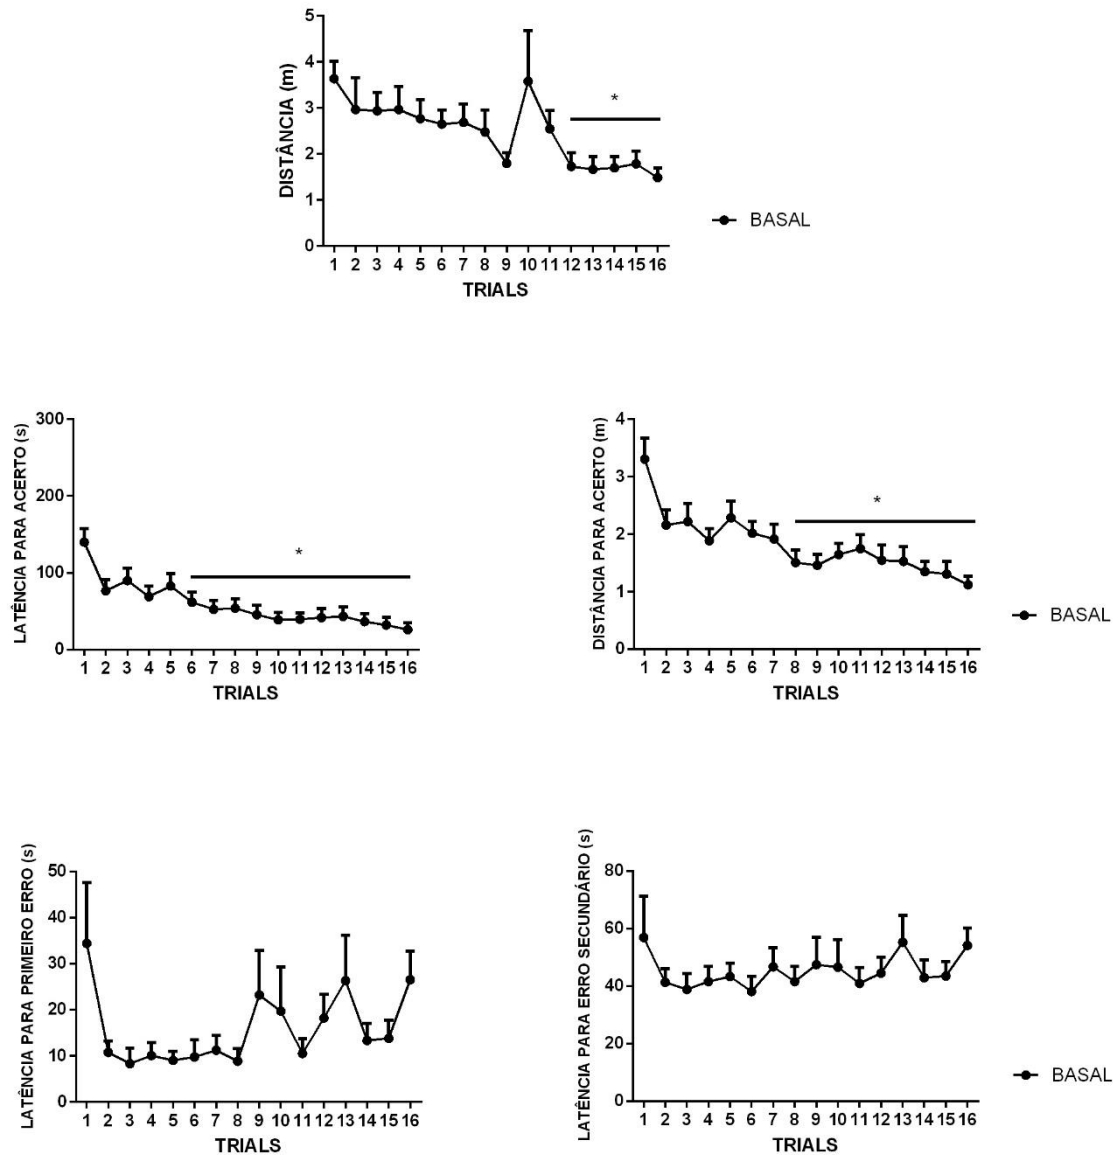 DISTÂNCIA (m)
5
4
3
2
1
0
*
1 2 3 4 5 6 7 8 9 10 11 12 13 14 15 16
TRIALS
BASAL
LATÊNCIA PARA ACERTO (s)
300
200
100
0
*
1 2 3 4 5 6 7 8 9 10 11 12 13 14 15 16
TRIALS
DISTÂNCIA PARA ACERTO (m)
4
3
2
1
0
*
1 2 3 4 5 6 7 8 9 10 11 12 13 14 15 16
TRIALS
BASAL
LATÊNCIA PARA PRIMEIRO ERRO (s)
50
40
30
20
10
0
1 2 3 4 5 6 7 8 9 10 11 12 13 14 15 16
TRIALS
LATÊNCIA PARA ERRO SECUNDÁRIO (s)
80
60
40
20
0
1 2 3 4 5 6 7 8 9 10 11 12 13 14 15 16
TRIALS
BASAL